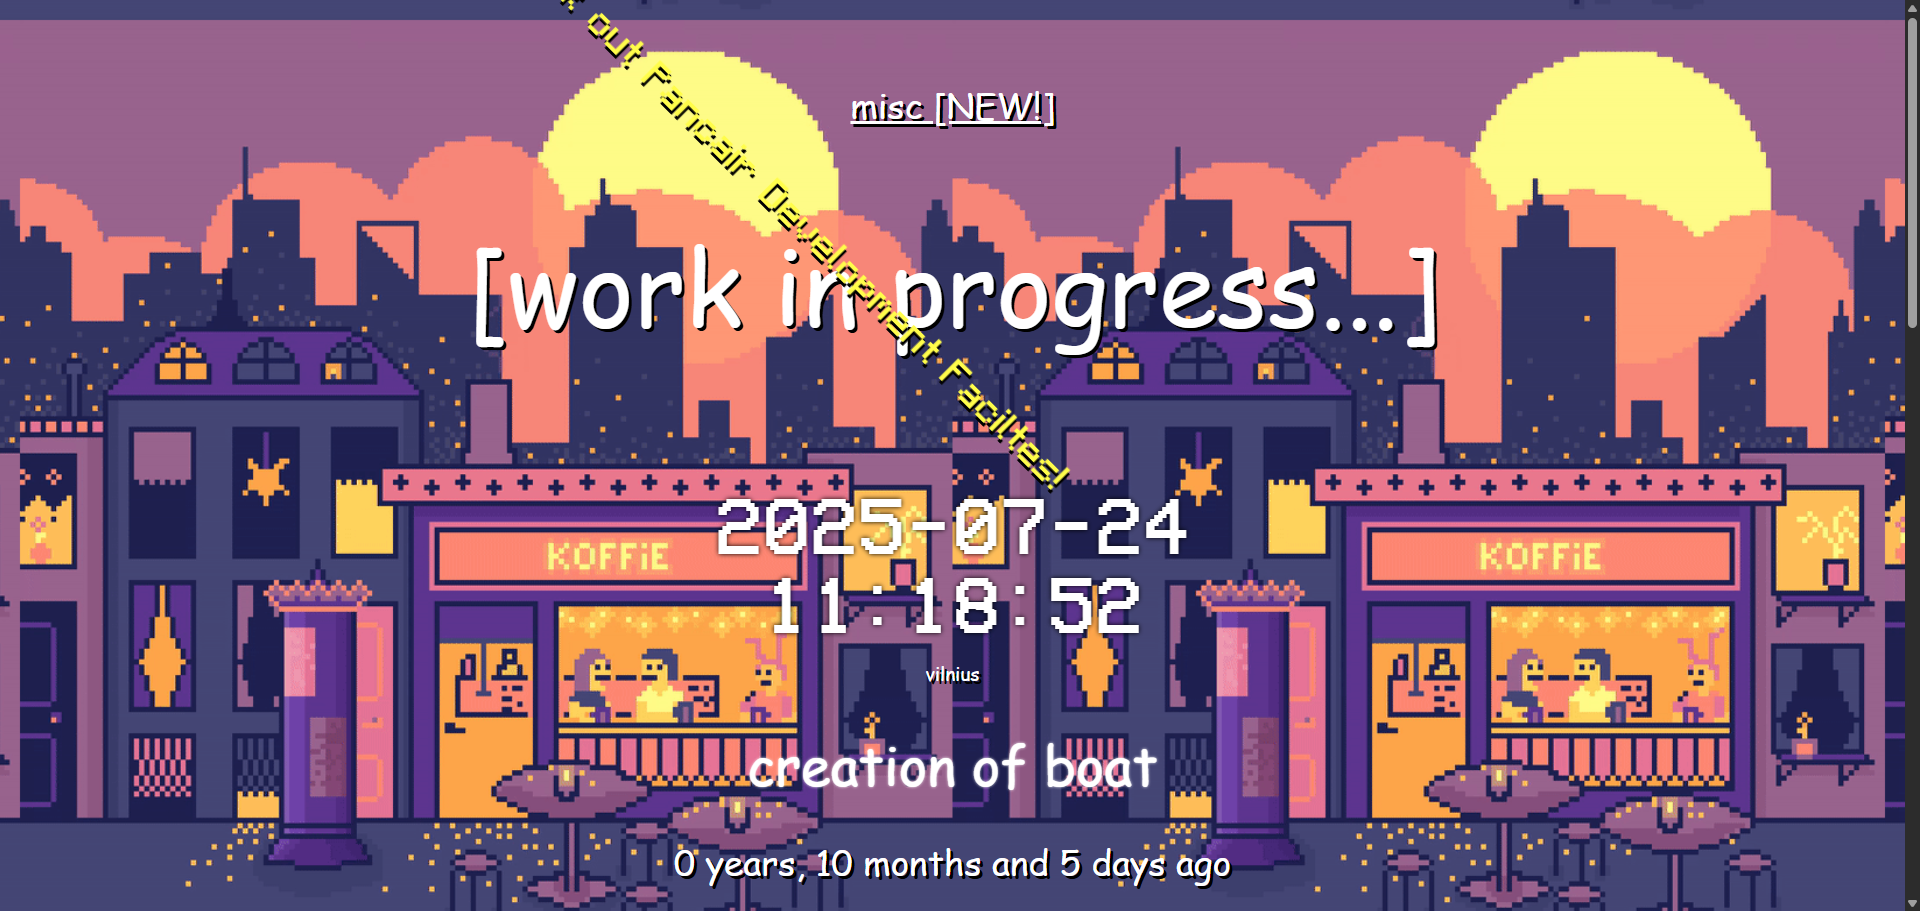 out Fancair Development Facilites!
misc [NEW!]
[work in progress...]
KOFFiE
KOFFiE
2025-07-24
11:18:52
vilnius
creation of boat
0 years, 10 months and 5 days ago